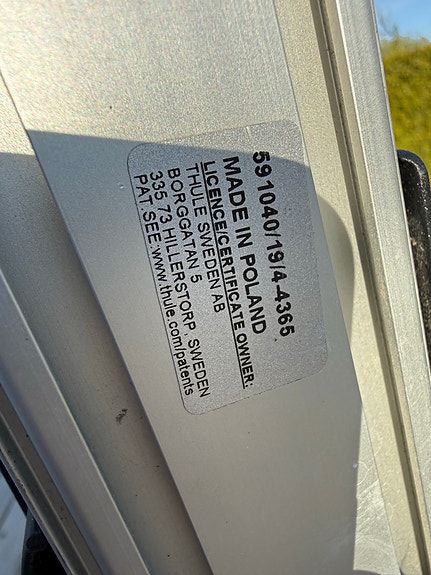 591040/19/4-4365
MADE IN POLAND
LICENCE/CERTIFICATE OWNER:
THULE SWEDEN AB
BORGGATAN 5
335 73 HILLERSTORP, SWEDEN
PAT SEE:www.thule.com/patents